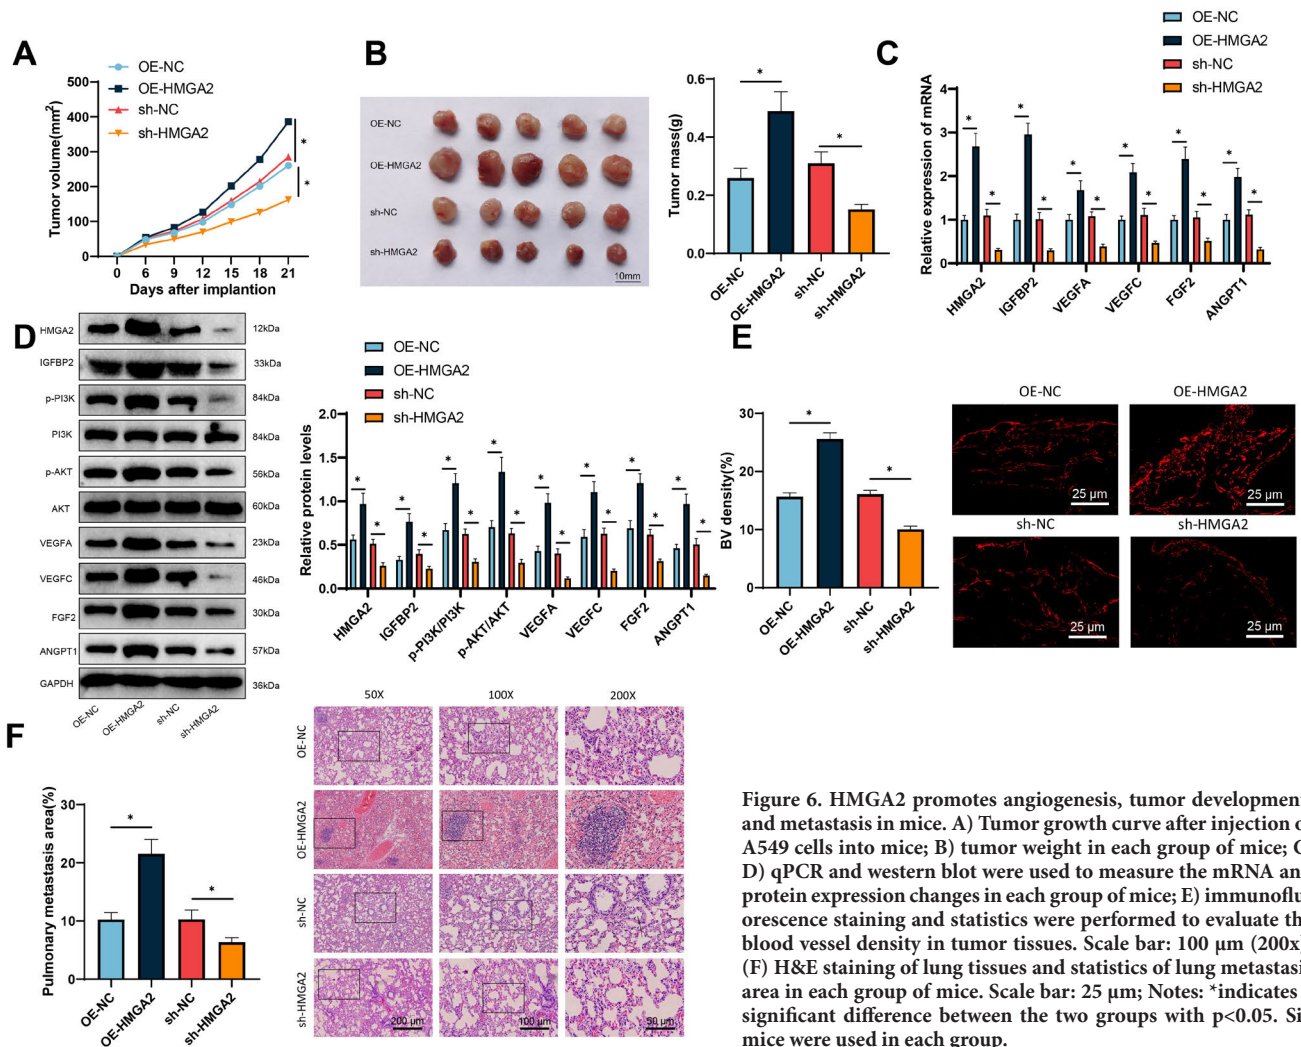 A
OE-NC
OE-HMGA2
sh-NC
sh-HMGA2
Tumor volume(mm²)
500
400
300
200
100
0
0 6 9 12 15 18 21
Days after implantion
*
*
B
OE-NC
OE-HMGA2
sh-NC
sh-HMGA2
10mm
Tumor mass(g)
0.6
0.4
0.2
0.0
*
*
OE-NC
OE-HMGA2
sh-NC
sh-HMGA2
C
OE-NC
OE-HMGA2
sh-NC
sh-HMGA2
Relative expression of mRNA
4
3
2
1
0
* * * * * *
* * * * * *
HMGA2
IGFBP2
VEGFA
VEGFC
FGF2
ANGPT1
D
HMGA2 12kDa
IGFBP2 33kDa
p-PI3K 84kDa
PI3K 84kDa
p-AKT 56kDa
AKT 60kDa
VEGFA 23kDa
VEGFC 46kDa
FGF2 30kDa
ANGPT1 57kDa
GAPDH 36kDa
OE-NC
OE-HMGA2
sh-NC
sh-HMGA2
OE-NC
OE-HMGA2
sh-NC
sh-HMGA2
Relative protein levels
2.0
1.5
1.0
0.5
0.0
* * * * * * * *
* * * * * * * *
HMGA2
IGFBP2
p-PI3K/PI3K
p-AKT/AKT
VEGFA
VEGFC
FGF2
ANGPT1
E
BV density(%)
30
20
10
0
*
*
OE-NC
OE-HMGA2
sh-NC
sh-HMGA2
OE-NC
OE-HMGA2
25 µm
25 µm
sh-NC
sh-HMGA2
25 µm
25 µm
F
Pulmonary metastasis area(%)
30
20
10
0
*
*
OE-NC
OE-HMGA2
sh-NC
sh-HMGA2
50X 100X 200X
OE-NC
OE-HMGA2
sh-NC
sh-HMGA2
200 µm
100 µm
50 µm
Figure 6. HMGA2 promotes angiogenesis, tumor development
and metastasis in mice. A) Tumor growth curve after injection o
A549 cells into mice; B) tumor weight in each group of mice; C
D) qPCR and western blot were used to measure the mRNA an
protein expression changes in each group of mice; E) immunoflu
orescence staining and statistics were performed to evaluate th
blood vessel density in tumor tissues. Scale bar: 100 µm (200x)
(F) H&E staining of lung tissues and statistics of lung metastasi
area in each group of mice. Scale bar: 25 µm; Notes: *indicates
significant difference between the two groups with p<0.05. Si
mice were used in each group.